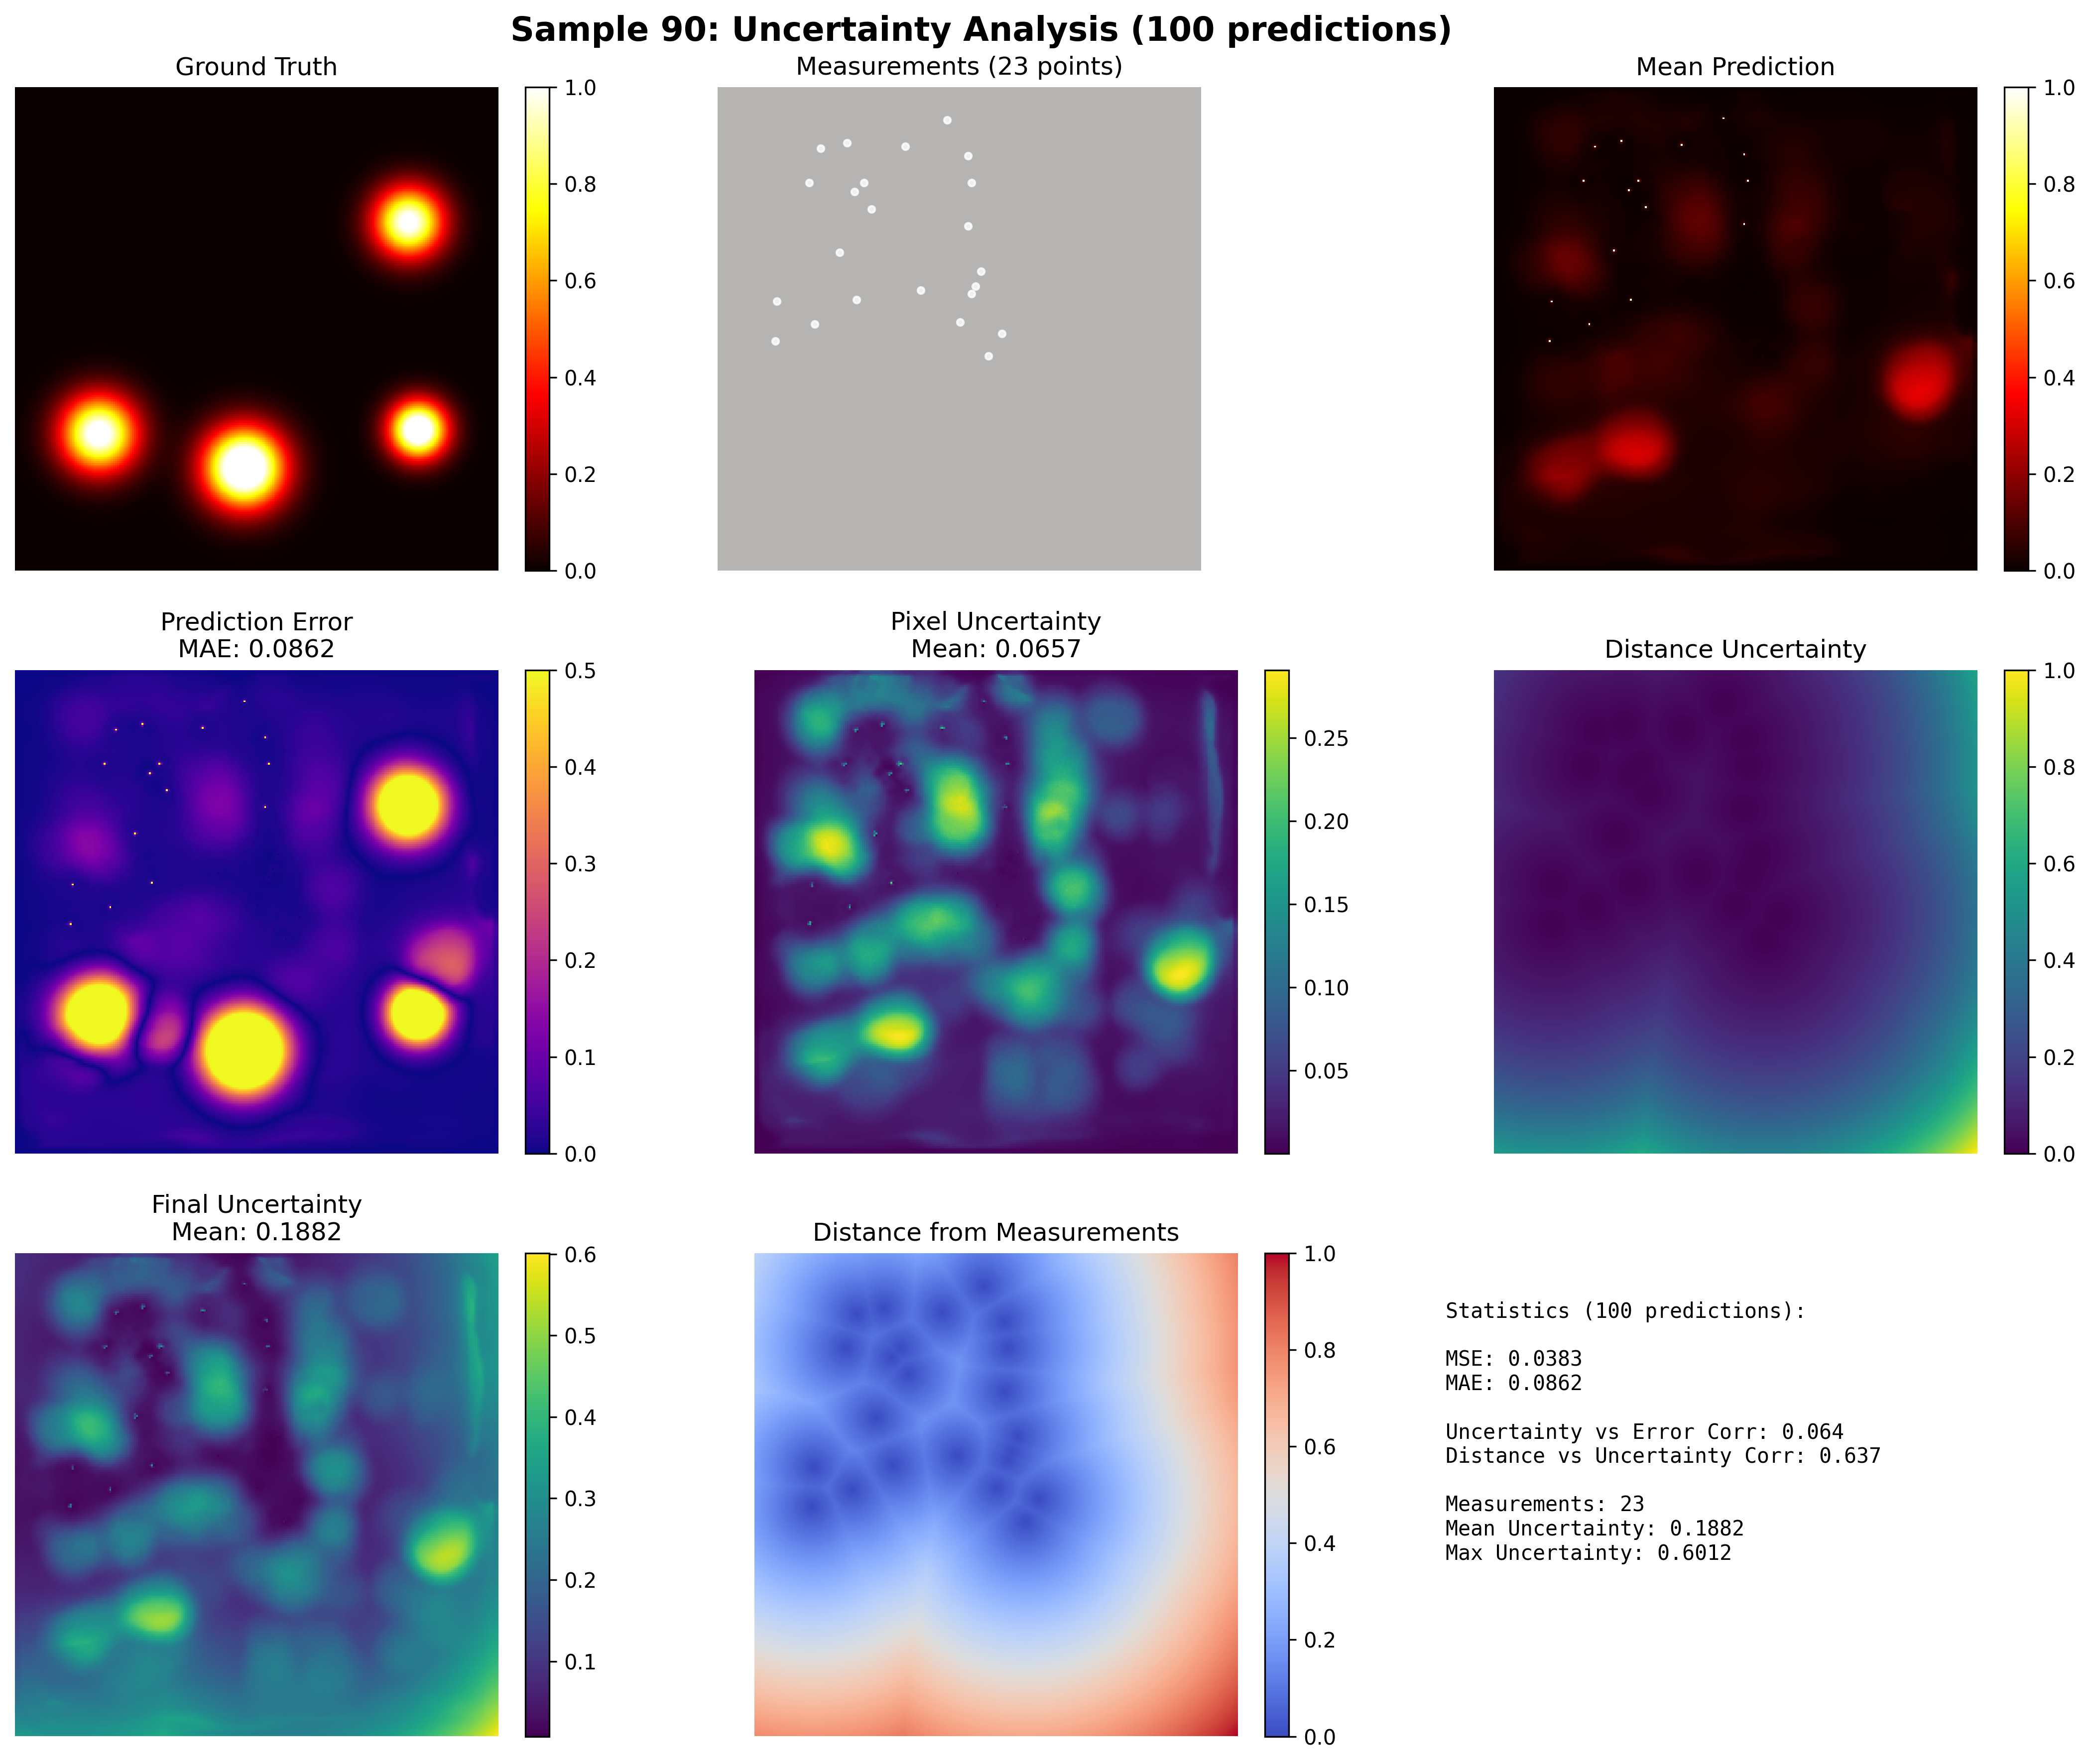 Sample 90: Uncertainty Analysis (100 predictions)
Ground Truth
1.0
0.8
0.6
0.4
0.2
0.0
Measurements (23 points)
Mean Prediction
1.0
0.8
0.6
0.4
0.2
0.0
Prediction Error
MAE: 0.0862
0.5
0.4
0.3
0.2
0.1
0.0
Pixel Uncertainty
Mean: 0.0657
0.25
0.20
0.15
0.10
0.05
Distance Uncertainty
1.0
0.8
0.6
0.4
0.2
0.0
Final Uncertainty
Mean: 0.1882
0.6
0.5
0.4
0.3
0.2
0.1
Distance from Measurements
1.0
0.8
0.6
0.4
0.2
0.0
Statistics (100 predictions):
MSE: 0.0383
MAE: 0.0862
Uncertainty vs Error Corr: 0.064
Distance vs Uncertainty Corr: 0.637
Measurements: 23
Mean Uncertainty: 0.1882
Max Uncertainty: 0.6012